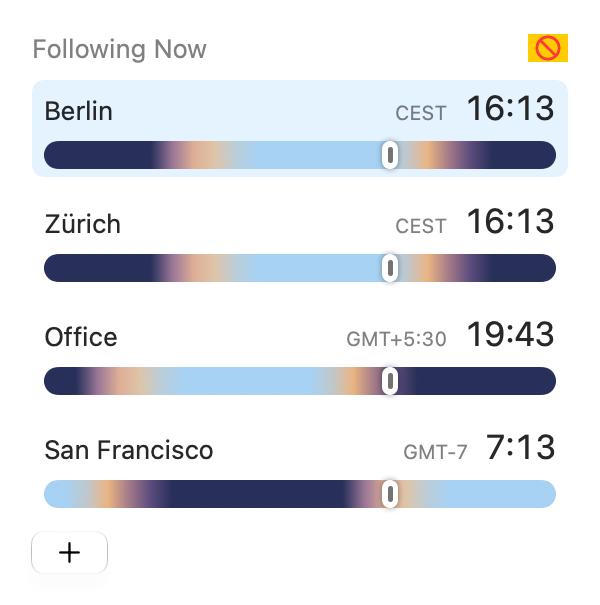 Following Now
Berlin CEST 16:13
Zürich CEST 16:13
Office GMT+5:30 19:43
San Francisco GMT-7 7:13
+